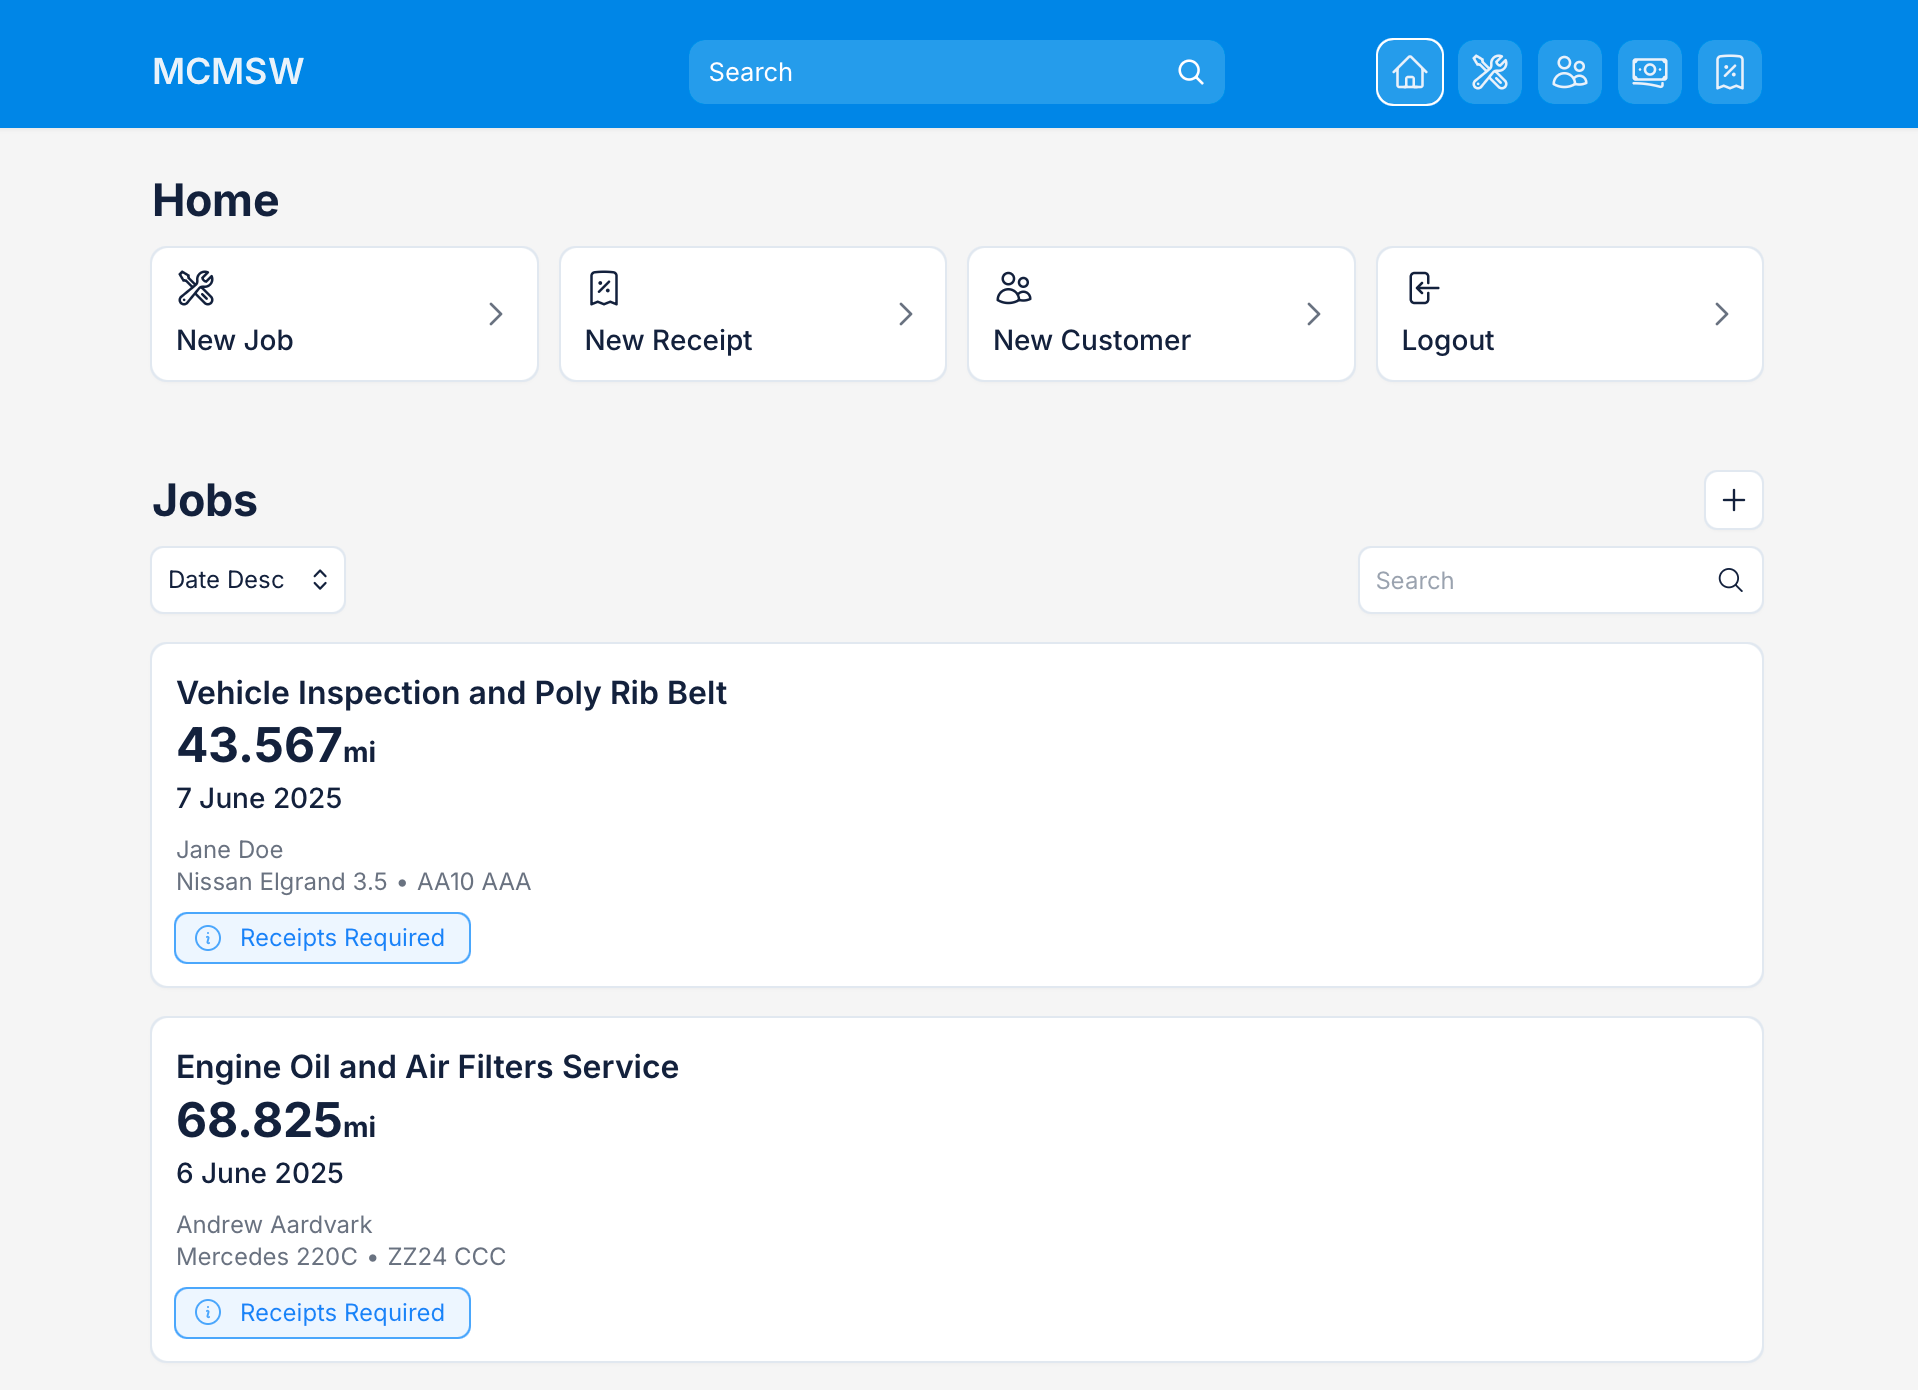 MCMSW
Search
Home
New Job
New Receipt
New Customer
Logout
Jobs
Date Desc
Search
Vehicle Inspection and Poly Rib Belt
43.567mi
7 June 2025
Jane Doe
Nissan Elgrand 3.5 • AA10 AAA
Receipts Required
Engine Oil and Air Filters Service
68.825mi
6 June 2025
Andrew Aardvark
Mercedes 220C • ZZ24 CCC
Receipts Required